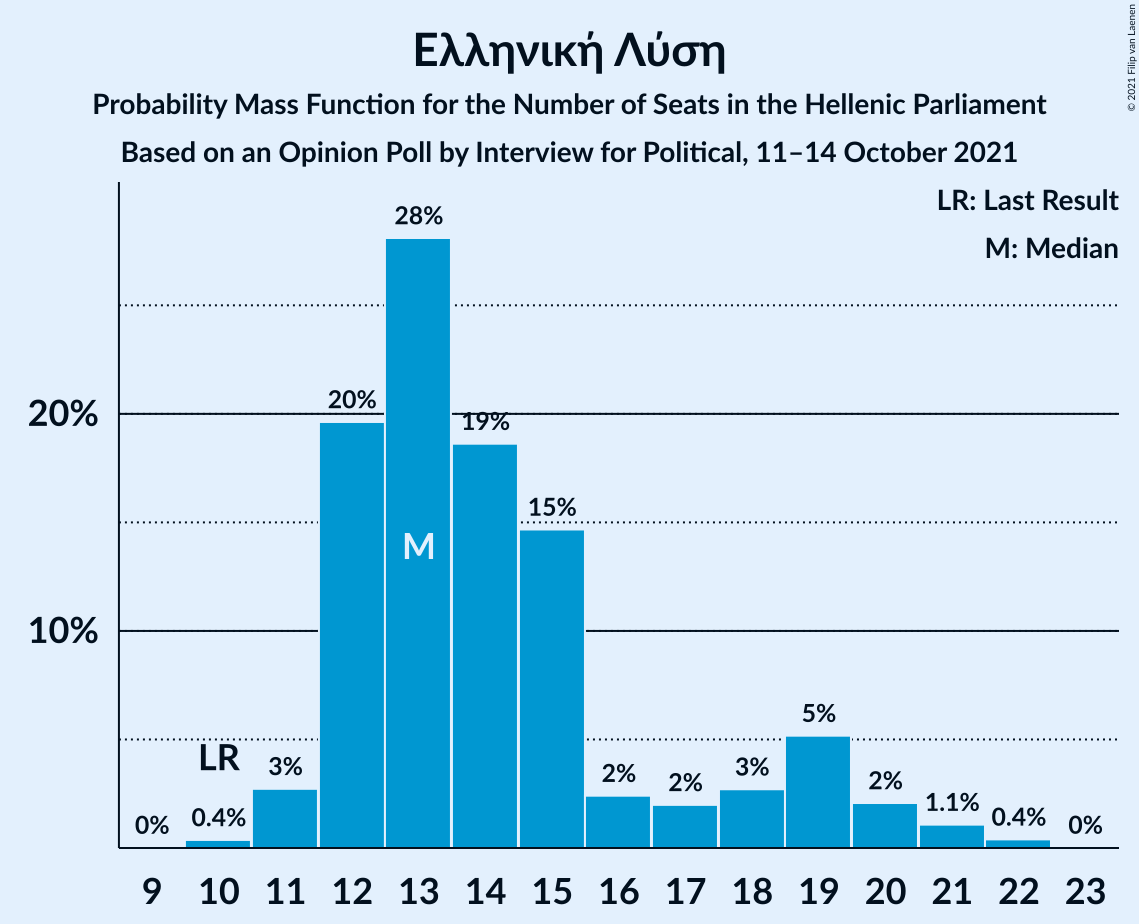 Ελληνική Λύση
Probability Mass Function for the Number of Seats in the Hellenic Parliament
Based on an Opinion Poll by Interview for Political, 11–14 October 2021
© 2021 Filip van Laenen
LR: Last Result
M: Median
20%
10%
0%
0.4%
3%
20%
28%
19%
15%
2%
2%
3%
5%
2%
1.1%
0.4%
0%
LR
M
9 10 11 12 13 14 15 16 17 18 19 20 21 22 23